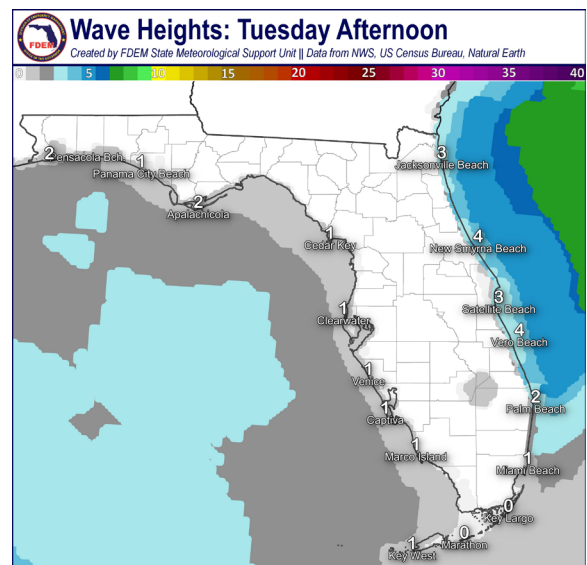 FDEM
Wave Heights: Tuesday Afternoon
Created by FDEM State Meteorological Support Unit || Data from NWS, US Census Bureau, Natural Earth
0 5 10 15 20 25 30 35 40
2
Pensacola Bch.
1
Panama City Beach
2
Apalachicola
3
Jacksonville Beach
1
Cedar Key
4
New Smyrna Beach
3
Satellite Beach
1
Clearwater
4
Vero Beach
1
Venice
2
Palm Beach
1
Captiva
1
Marco Island
1
Miami Beach
0
Key Largo
0
Marathon
1
Key West